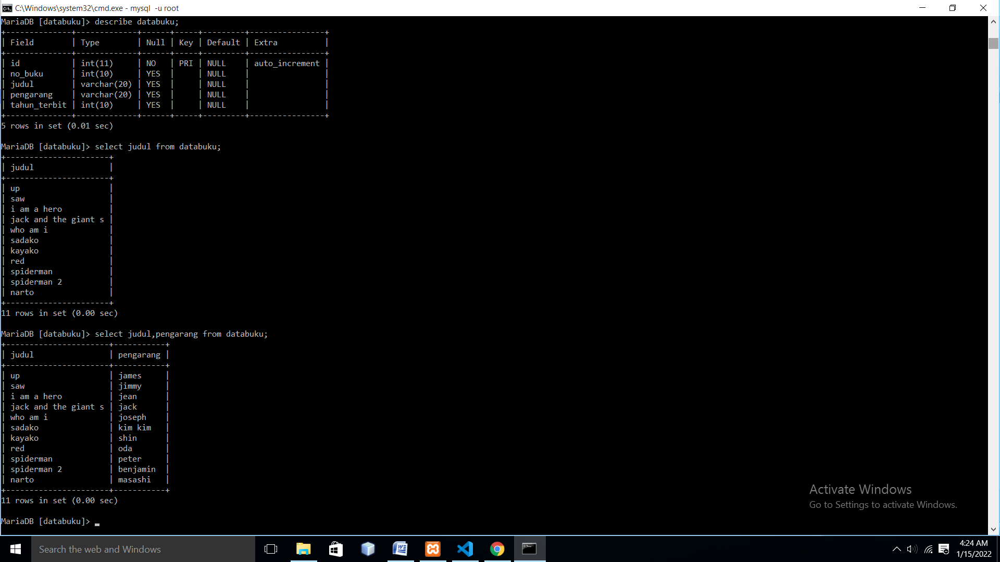 C:\Windows\system32\cmd.exe - mysql  -u root
MariaDB [databuku]> describe databuku;
+--------------+-------------+------+-----+---------+----------------+
| Field        | Type        | Null | Key | Default | Extra          |
+--------------+-------------+------+-----+---------+----------------+
| id           | int(11)     | NO   | PRI | NULL    | auto_increment |
| no_buku      | int(10)     | YES  |     | NULL    |                |
| judul        | varchar(20) | YES  |     | NULL    |                |
| pengarang    | varchar(20) | YES  |     | NULL    |                |
| tahun_terbit | int(10)     | YES  |     | NULL    |                |
+--------------+-------------+------+-----+---------+----------------+
5 rows in set (0.01 sec)

MariaDB [databuku]> select judul from databuku;
+----------------------+
| judul                |
+----------------------+
| up                   |
| saw                  |
| i am a hero          |
| jack and the giant s |
| who am i             |
| sadako               |
| kayako               |
| red                  |
| spiderman            |
| spiderman 2          |
| narto                |
+----------------------+
11 rows in set (0.00 sec)

MariaDB [databuku]> select judul,pengarang from databuku;
+----------------------+-----------+
| judul                | pengarang |
+----------------------+-----------+
| up                   | james     |
| saw                  | jimmy     |
| i am a hero          | jean      |
| jack and the giant s | jack      |
| who am i             | joseph    |
| sadako               | kim kim   |
| kayako               | shin      |
| red                  | oda       |
| spiderman            | peter     |
| spiderman 2          | benjamin  |
| narto                | masashi   |
+----------------------+-----------+
11 rows in set (0.00 sec)

MariaDB [databuku]> _
Activate Windows
Go to Settings to activate Windows.
Search the web and Windows
4:24 AM
1/15/2022